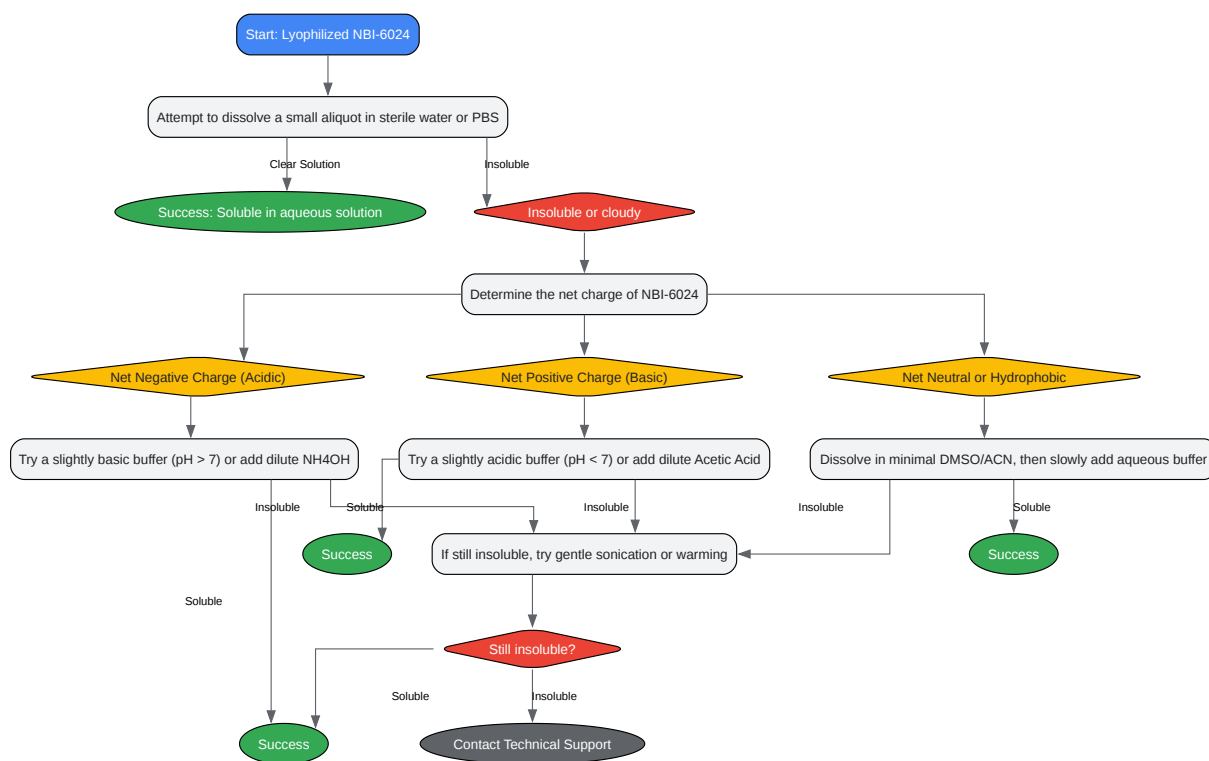 Start: Lyophilized NBI-6024
Attempt to dissolve a small aliquot in sterile water or PBS
Clear Solution
Insoluble
Success: Soluble in aqueous solution
Insoluble or cloudy
Determine the net charge of NBI-6024
Net Negative Charge (Acidic)
Net Positive Charge (Basic)
Net Neutral or Hydrophobic
Try a slightly basic buffer (pH > 7) or add dilute NH4OH
Try a slightly acidic buffer (pH < 7) or add dilute Acetic Acid
Dissolve in minimal DMSO/ACN, then slowly add aqueous buffer
Insoluble
Soluble
Insoluble
Insoluble
Soluble
Success
If still insoluble, try gentle sonication or warming
Success
Soluble
Still insoluble?
Soluble
Insoluble
Success
Contact Technical Support